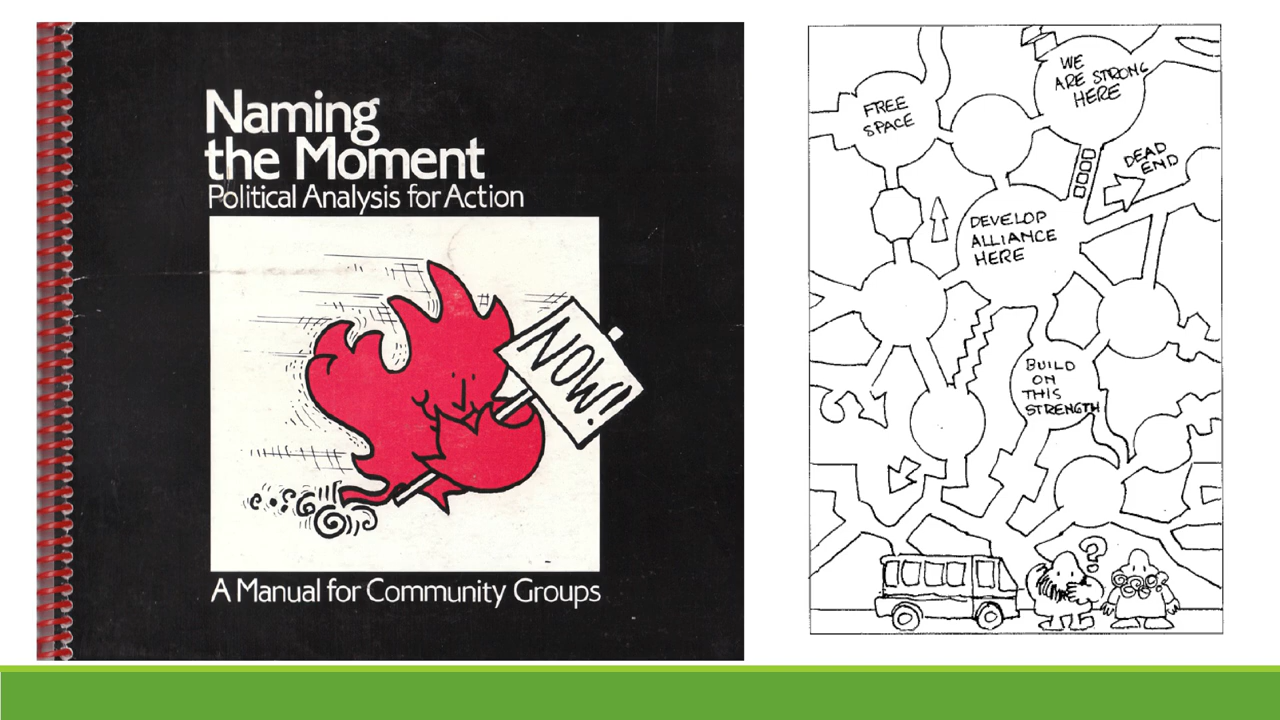 Naming
the Moment
Political Analysis for Action
NOW!
A Manual for Community Groups
WE
ARE STRONG
HERE
FREE
SPACE
DEAD
END
DEVELOP
ALLIANCE
HERE
BUILD
ON
THIS
STRENGTH
?